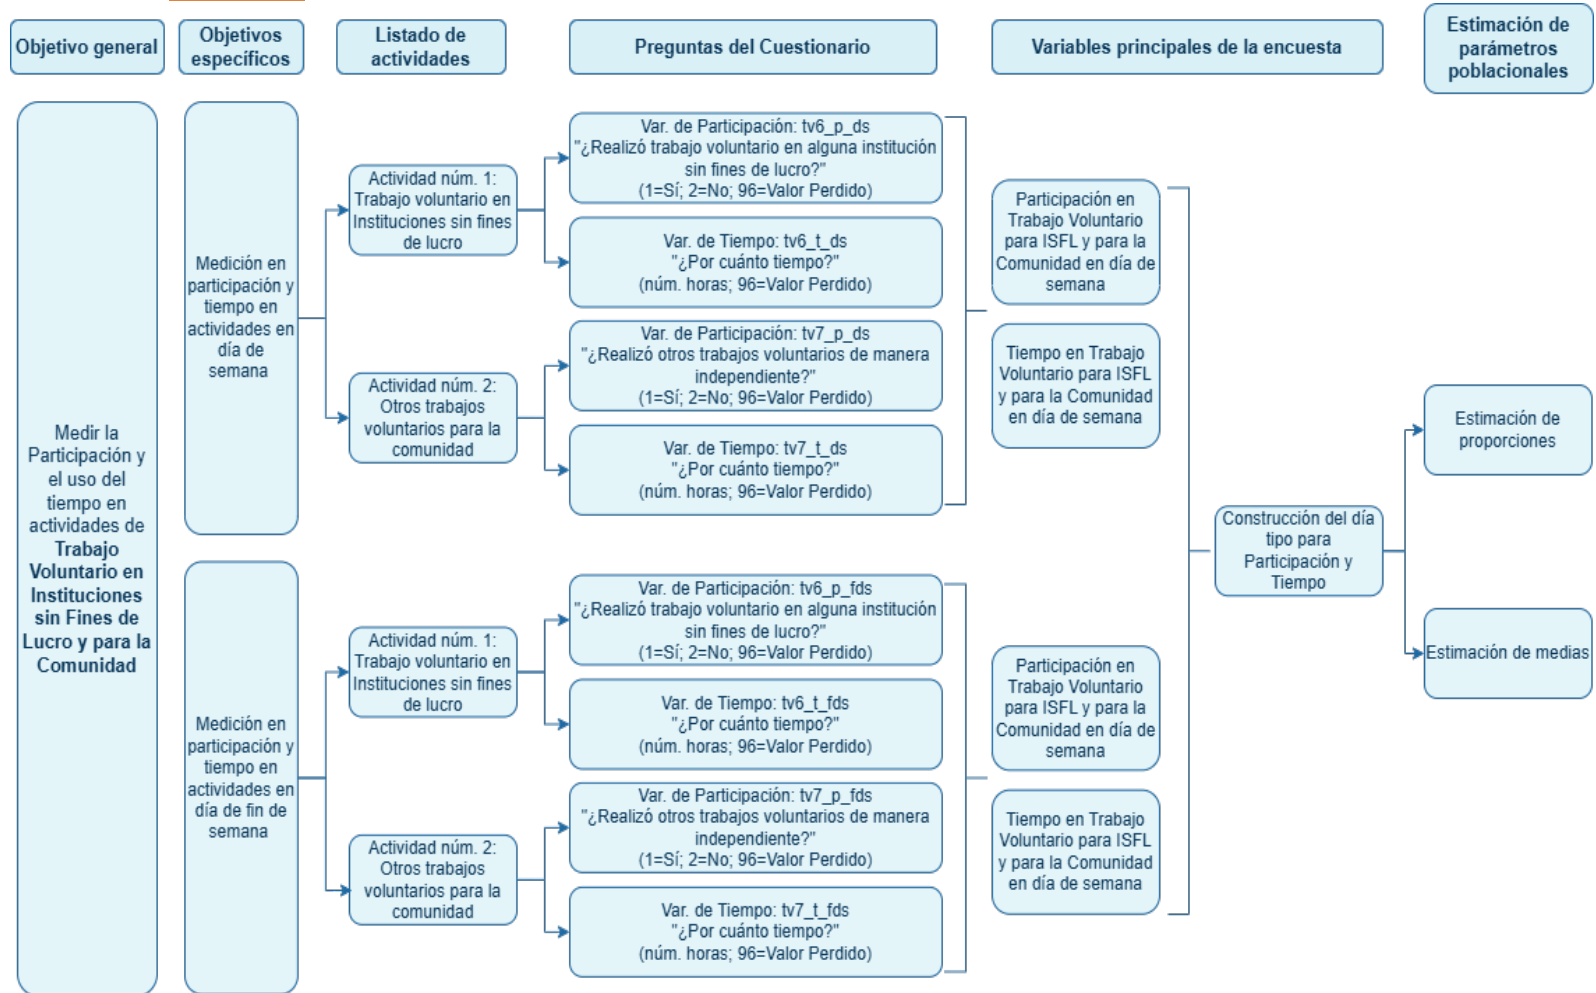 Objetivo general
Objetivos
específicos
Listado de
actividades
Preguntas del Cuestionario
Variables principales de la encuesta
Estimación de
parámetros
poblacionales
Medir la
Participación y
el uso del
tiempo en
actividades de
Trabajo
Voluntario en
Instituciones
sin Fines de
Lucro y para la
Comunidad
Medición en
participación y
tiempo en
actividades en
día de
semana
Actividad núm. 1:
Trabajo voluntario en
Instituciones sin fines
de lucro
Var. de Participación: tv6_p_ds
"¿Realizó trabajo voluntario en alguna institución
sin fines de lucro?"
(1=Sí; 2=No; 96=Valor Perdido)
Var. de Tiempo: tv6_t_ds
"¿Por cuánto tiempo?"
(núm. horas; 96=Valor Perdido)
Actividad núm. 2:
Otros trabajos
voluntarios para la
comunidad
Var. de Participación: tv7_p_ds
"¿Realizó otros trabajos voluntarios de manera
independiente?"
(1=Sí; 2=No; 96=Valor Perdido)
Var. de Tiempo: tv7_t_ds
"¿Por cuánto tiempo?"
(núm. horas; 96=Valor Perdido)
Participación en
Trabajo Voluntario
para ISFL y para la
Comunidad en día de
semana
Tiempo en Trabajo
Voluntario para ISFL
y para la Comunidad
en día de semana
Medición en
participación y
tiempo en
actividades en
día de fin de
semana
Actividad núm. 1:
Trabajo voluntario en
Instituciones sin fines
de lucro
Var. de Participación: tv6_p_fds
"¿Realizó trabajo voluntario en alguna institución
sin fines de lucro?"
(1=Sí; 2=No; 96=Valor Perdido)
Var. de Tiempo: tv6_t_fds
"¿Por cuánto tiempo?"
(núm. horas; 96=Valor Perdido)
Actividad núm. 2:
Otros trabajos
voluntarios para la
comunidad
Var. de Participación: tv7_p_fds
"¿Realizó otros trabajos voluntarios de manera
independiente?"
(1=Sí; 2=No; 96=Valor Perdido)
Var. de Tiempo: tv7_t_fds
"¿Por cuánto tiempo?"
(núm. horas; 96=Valor Perdido)
Participación en
Trabajo Voluntario
para ISFL y para la
Comunidad en día de
semana
Tiempo en Trabajo
Voluntario para ISFL
y para la Comunidad
en día de semana
Construcción del día
tipo para
Participación y
Tiempo
Estimación de
proporciones
Estimación de medias